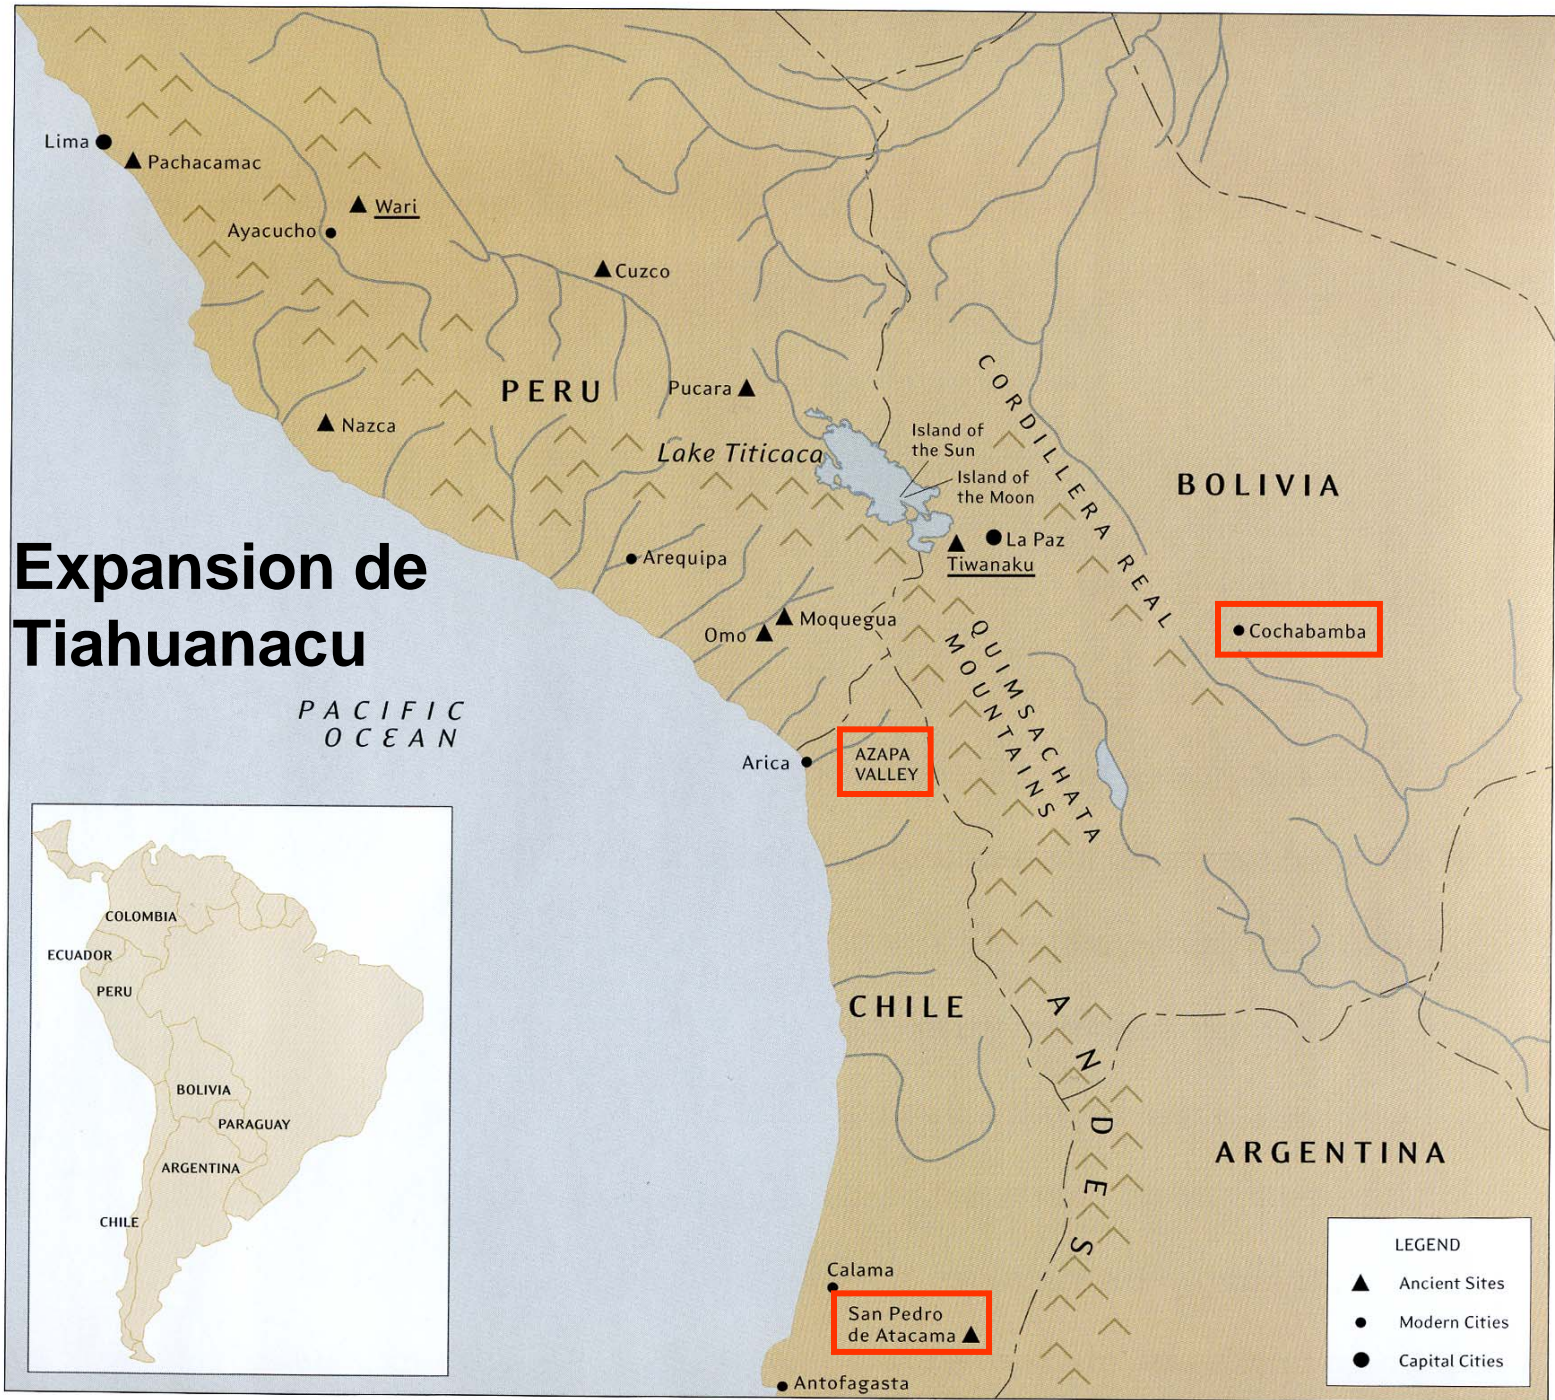 Lima
Pachacamac
Wari
Ayacucho
Cuzco
PERU
Pucara
Nazca
Lake Titicaca
Island of
the Sun
Island of
the Moon
CORDILLERA REAL
BOLIVIA
La Paz
Tiwanaku
Arequipa
Expansion de
Tiahuanacu
Moquegua
Omo
Cochabamba
QUIMSACHATA
MOUNTAINS
PACIFIC
OCEAN
AZAPA
VALLEY
Arica
CHILE
ANDES
ARGENTINA
Calama
San Pedro
de Atacama
Antofagasta
COLOMBIA
ECUADOR
PERU
BOLIVIA
PARAGUAY
ARGENTINA
CHILE
LEGEND
Ancient Sites
Modern Cities
Capital Cities